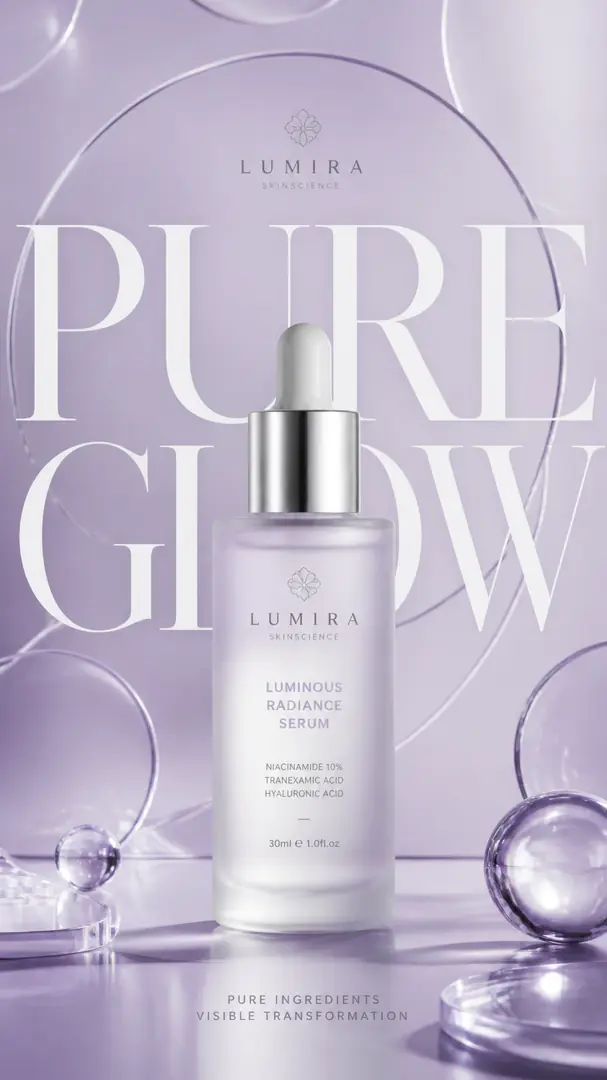 LUMIRA
SKINSCIENCE
PURE
GLOW
LUMIRA
SKINSCIENCE
LUMINOUS
RADIANCE
SERUM
NIACINAMIDE 10%
TRANEXAMIC ACID
HYALURONIC ACID
30ml ℮ 1.0fl.oz
PURE INGREDIENTS
VISIBLE TRANSFORMATION